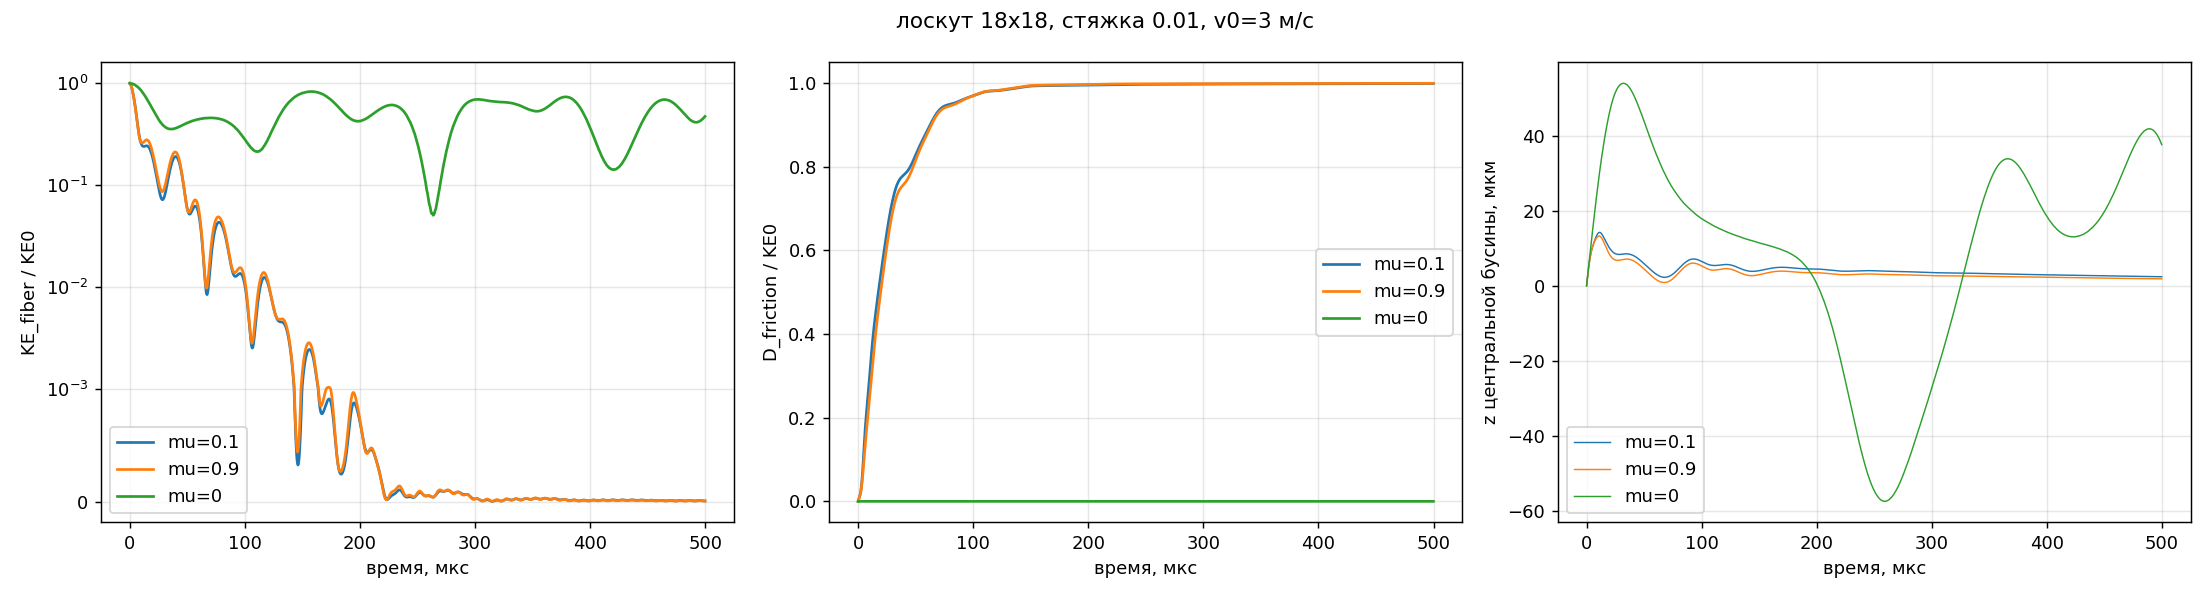 лоскут 18x18, стяжка 0.01, v0=3 м/с
KE_fiber / KE0
10⁰
10⁻¹
10⁻²
10⁻³
0
mu=0.1
mu=0.9
mu=0
0 100 200 300 400 500
время, мкс
D_friction / KE0
1.0
0.8
0.6
0.4
0.2
0.0
mu=0.1
mu=0.9
mu=0
0 100 200 300 400 500
время, мкс
z центральной бусины, мкм
40
20
0
−20
−40
−60
mu=0.1
mu=0.9
mu=0
0 100 200 300 400 500
время, мкс